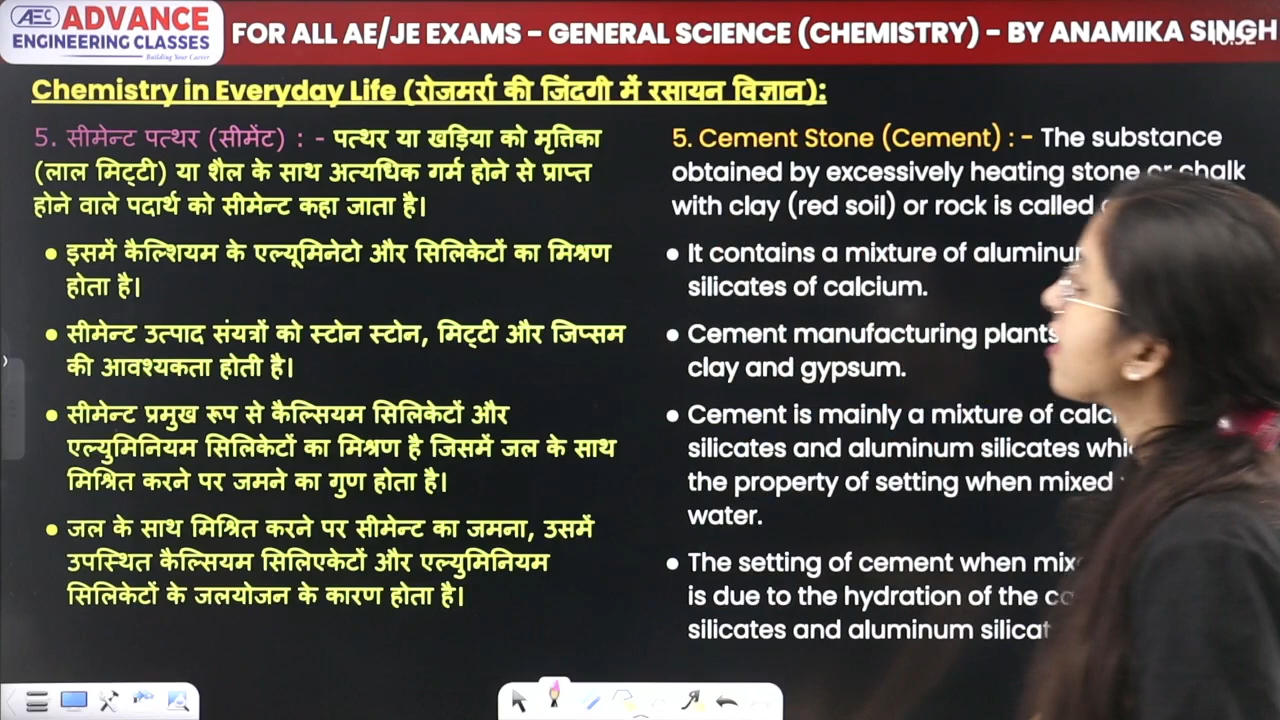 AEC ADVANCE
ENGINEERING CLASSES
Building Your Career
FOR ALL AE/JE EXAMS - GENERAL SCIENCE (CHEMISTRY) - BY ANAMIKA SINGH
Chemistry in Everyday Life (रोजमर्रा की जिंदगी में रसायन विज्ञान):
5. सीमेन्ट पत्थर (सीमेंट) : - पत्थर या खड़िया को मृत्तिका
(लाल मिट्टी) या शैल के साथ अत्यधिक गर्म होने से प्राप्त
होने वाले पदार्थ को सीमेन्ट कहा जाता है।
• इसमें कैल्शियम के एल्यूमिनेटो और सिलिकेटों का मिश्रण
होता है।
• सीमेन्ट उत्पाद संयत्रों को स्टोन स्टोन, मिट्टी और जिप्सम
की आवश्यकता होती है।
• सीमेन्ट प्रमुख रूप से कैल्सियम सिलिकेटों और
एल्युमिनियम सिलिकेटों का मिश्रण है जिसमें जल के साथ
मिश्रित करने पर जमने का गुण होता है।
• जल के साथ मिश्रित करने पर सीमेन्ट का जमना, उसमें
उपस्थित कैल्सियम सिलिएकेटों और एल्युमिनियम
सिलिकेटों के जलयोजन के कारण होता है।
5. Cement Stone (Cement) : - The substance
obtained by excessively heating stone or chalk
with clay (red soil) or rock is called
• It contains a mixture of
silicates of calcium.
• Cement manufacturing plants
clay and gypsum.
• Cement is mainly a mixture of
silicates and aluminum silicates
the property of setting when mixed
water.
• The setting of cement when
is due to the hydration of the
silicates and aluminum